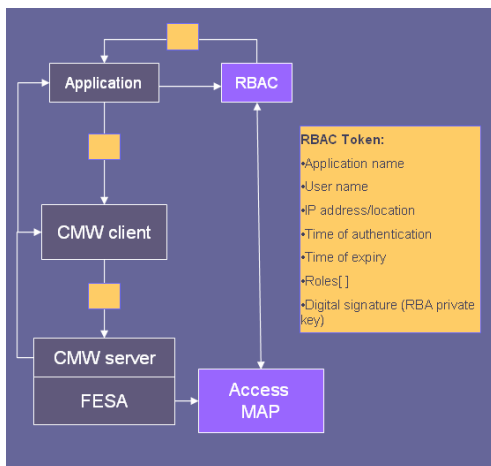 Application
RBAC
RBAC Token:
•Application name
•User name
•IP address/location
•Time of authentication
•Time of expiry
•Roles[ ]
•Digital signature (RBA private
key)
CMW client
CMW server
FESA
Access
MAP